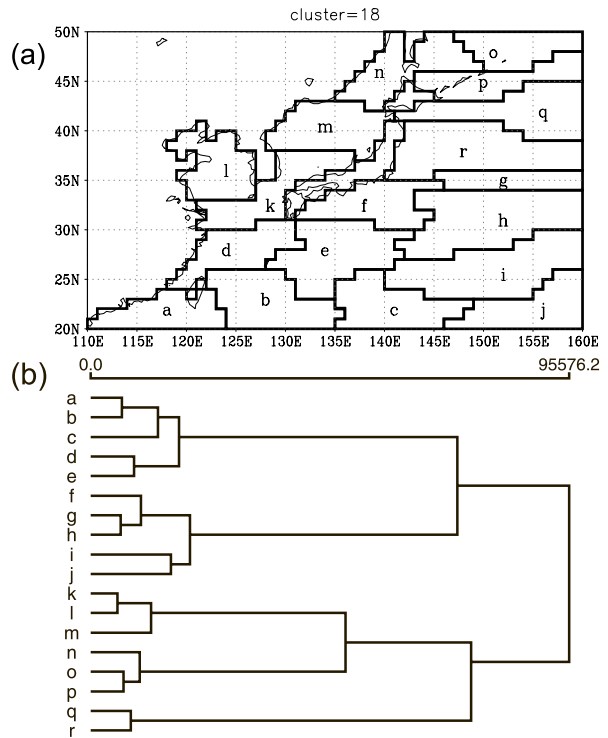 cluster=18
(a)
50N
o
n
45N
p
q
m
40N
r
l
35N
g
k
f
h
30N
d
e
i
25N
b
a
c
j
20N
110E 115E 120E 125E 130E 135E 140E 145E 150E 155E 160E
(b)
0.0 95576.2
a
b
c
d
e
f
g
h
i
j
k
l
m
n
o
p
q
r